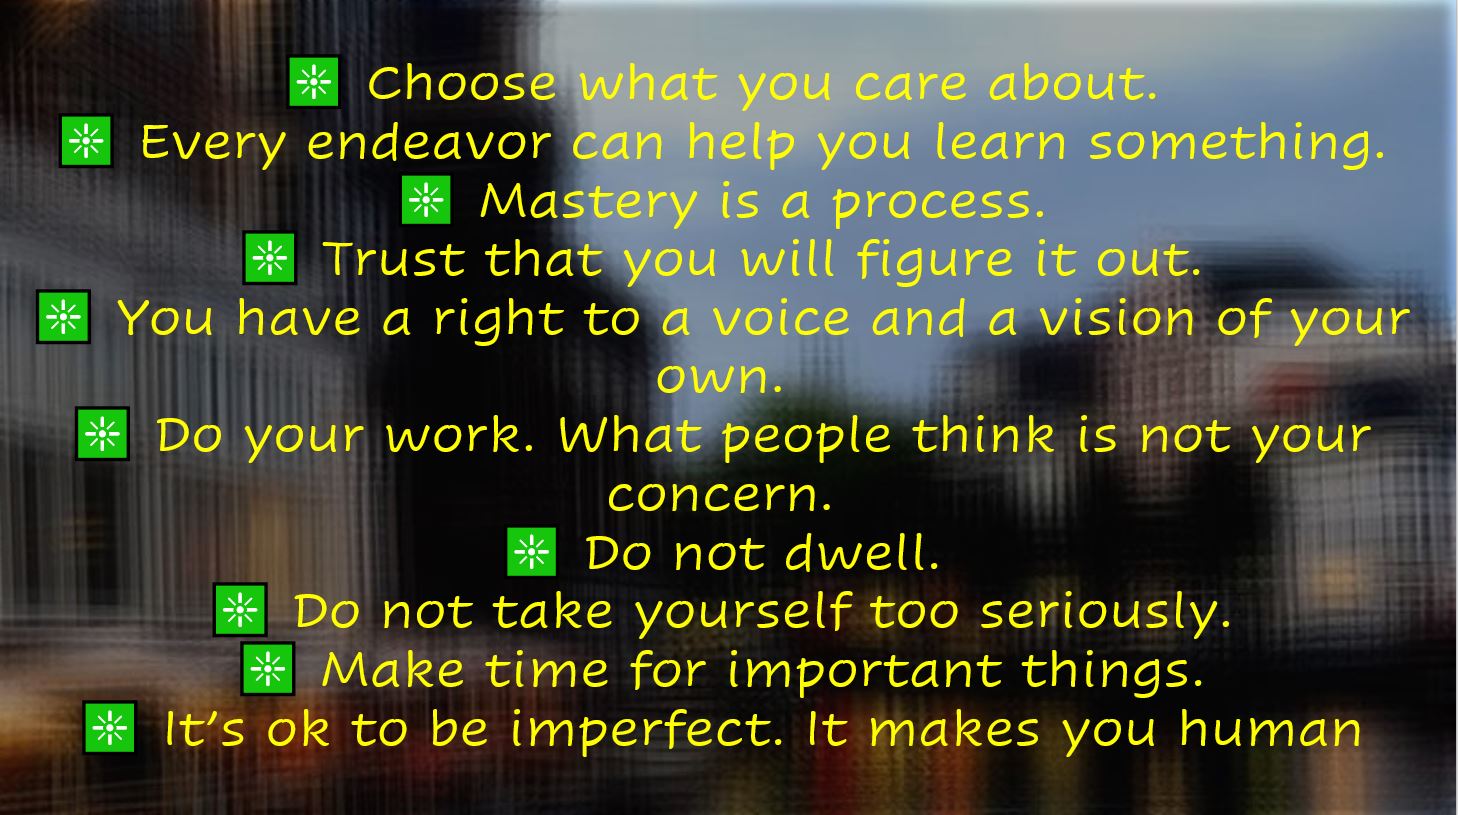 ❇ Choose what you care about.
❇ Every endeavor can help you learn something.
❇ Mastery is a process.
❇ Trust that you will figure it out.
❇ You have a right to a voice and a vision of your
own.
❇ Do your work. What people think is not your
concern.
❇ Do not dwell.
❇ Do not take yourself too seriously.
❇ Make time for important things.
❇ It’s ok to be imperfect. It makes you human